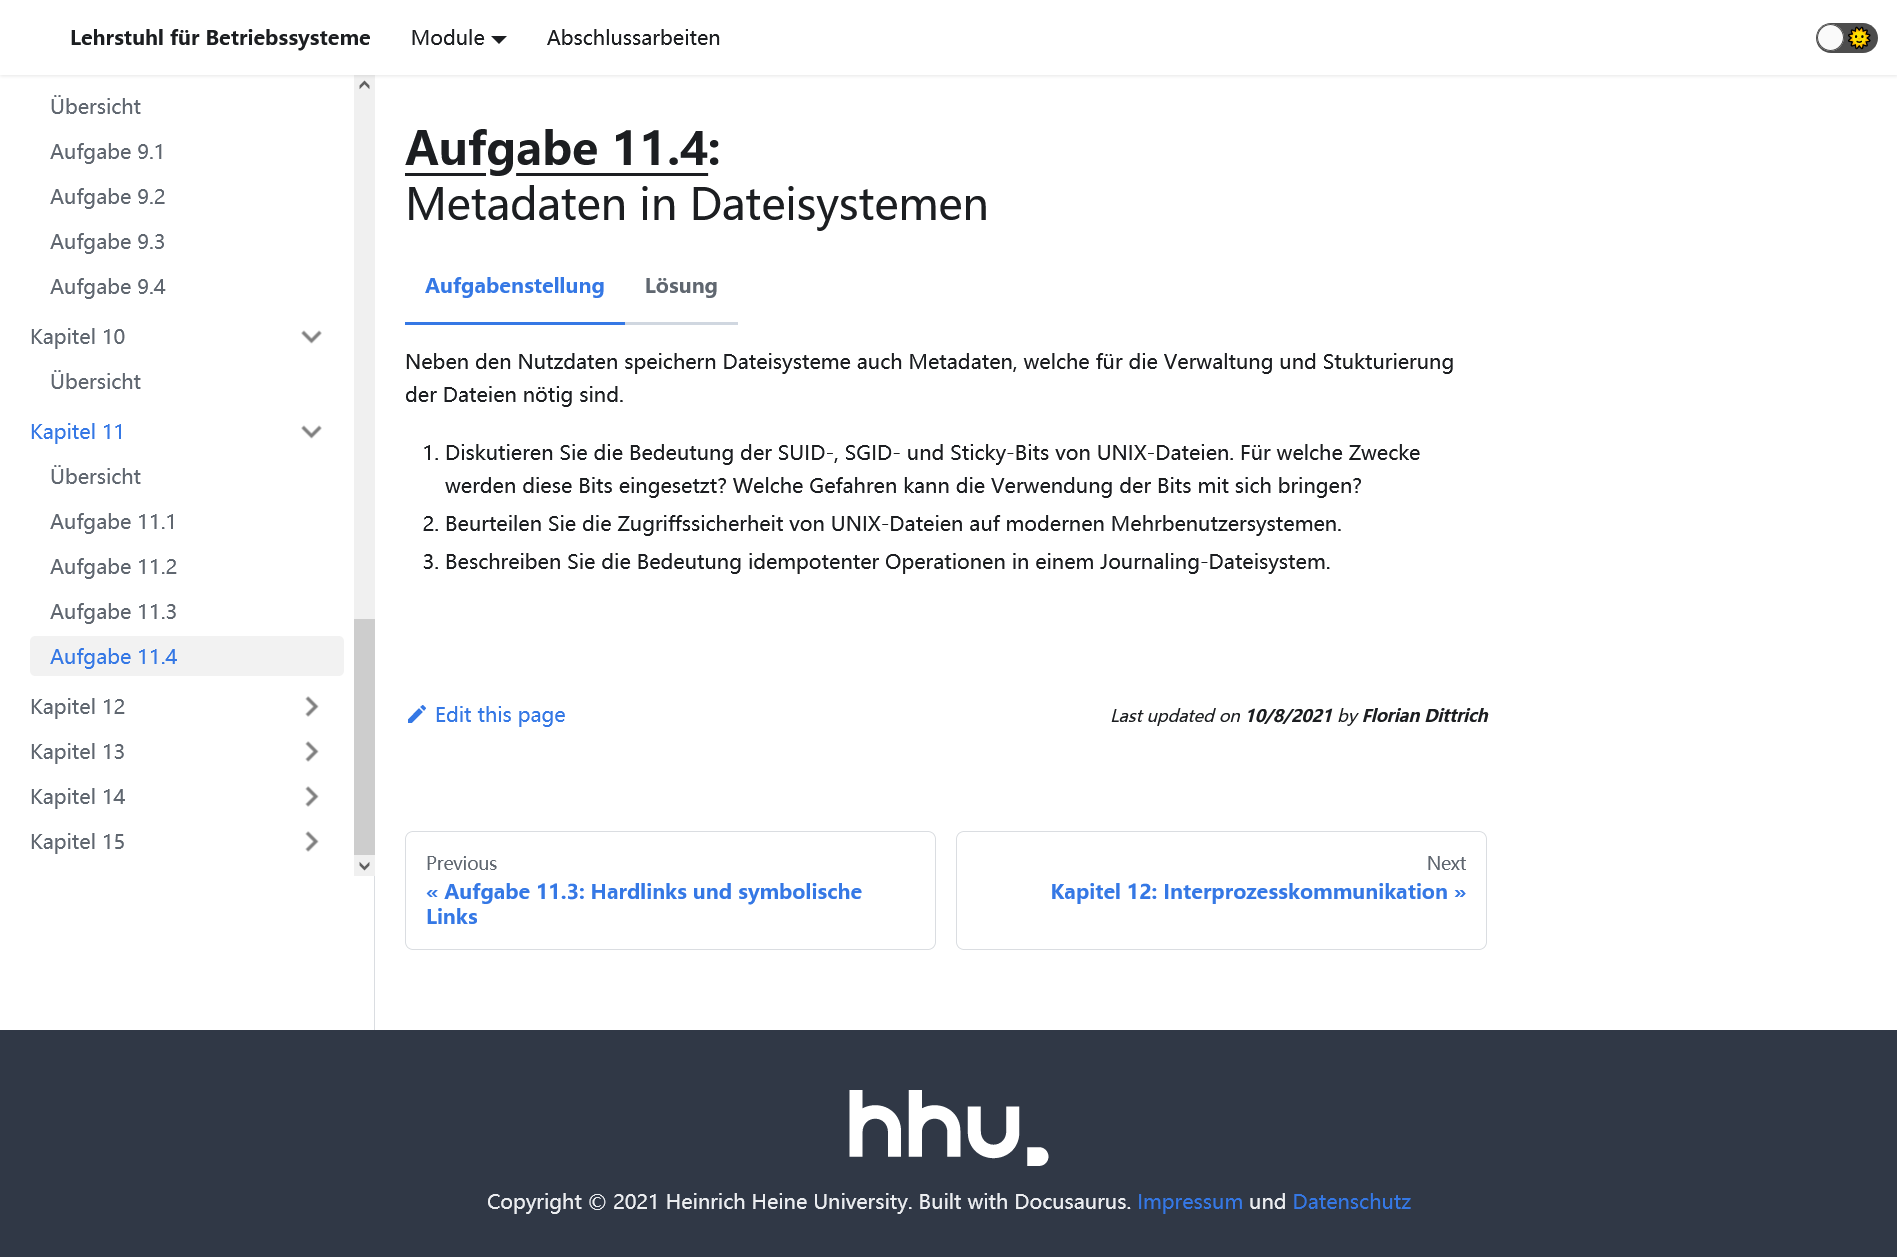 Lehrstuhl für Betriebssysteme
Module
Abschlussarbeiten
Übersicht
Aufgabe 9.1
Aufgabe 9.2
Aufgabe 9.3
Aufgabe 9.4
Kapitel 10
Übersicht
Kapitel 11
Übersicht
Aufgabe 11.1
Aufgabe 11.2
Aufgabe 11.3
Aufgabe 11.4
Kapitel 12
Kapitel 13
Kapitel 14
Kapitel 15
Aufgabe 11.4:
Metadaten in Dateisystemen
Aufgabenstellung
Lösung
Neben den Nutzdaten speichern Dateisysteme auch Metadaten, welche für die Verwaltung und Stukturierung
der Dateien nötig sind.
1. Diskutieren Sie die Bedeutung der SUID-, SGID- und Sticky-Bits von UNIX-Dateien. Für welche Zwecke
werden diese Bits eingesetzt? Welche Gefahren kann die Verwendung der Bits mit sich bringen?
2. Beurteilen Sie die Zugriffssicherheit von UNIX-Dateien auf modernen Mehrbenutzersystemen.
3. Beschreiben Sie die Bedeutung idempotenter Operationen in einem Journaling-Dateisystem.
Edit this page
Last updated on 10/8/2021 by Florian Dittrich
Previous
« Aufgabe 11.3: Hardlinks und symbolische
Links
Next
Kapitel 12: Interprozesskommunikation »
hhu.
Copyright © 2021 Heinrich Heine University. Built with Docusaurus. Impressum und Datenschutz